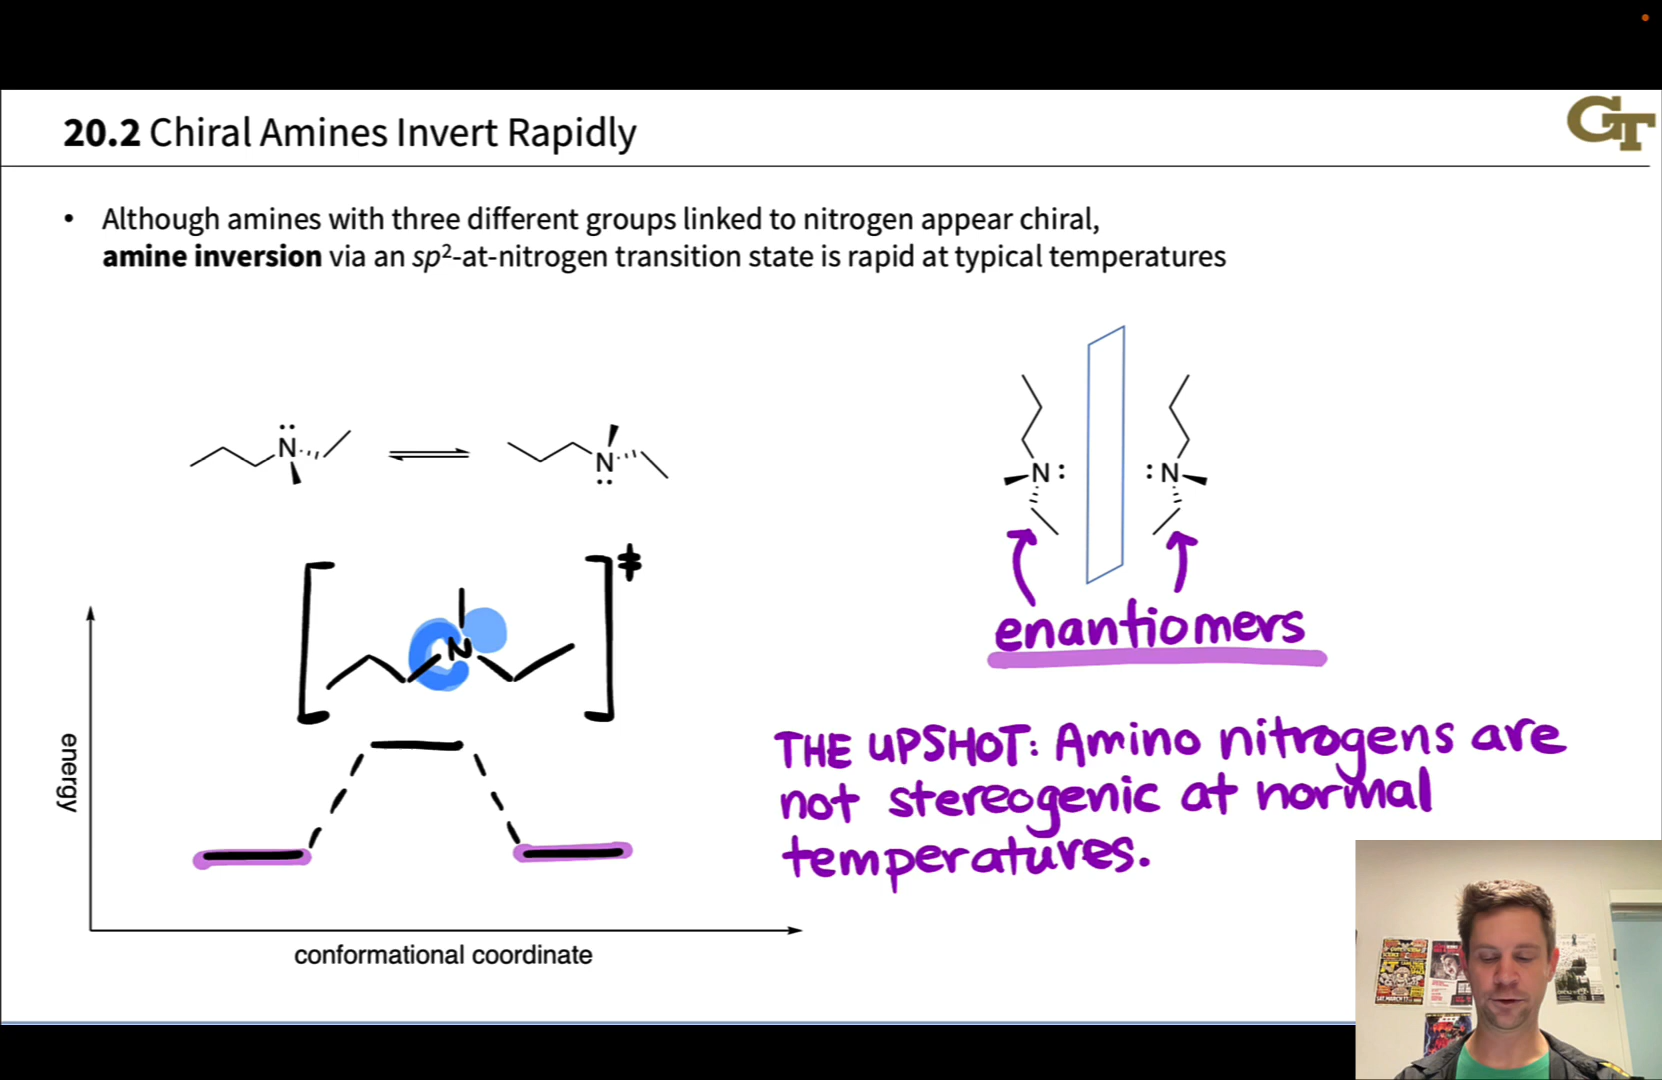 20.2 Chiral Amines Invert Rapidly
GT
• Although amines with three different groups linked to nitrogen appear chiral,
amine inversion via an sp²-at-nitrogen transition state is rapid at typical temperatures
N
N
N:
:N
‡
N
enantiomers
THE UPSHOT: Amino nitrogens are
not stereogenic at normal
temperatures.
energy
conformational coordinate